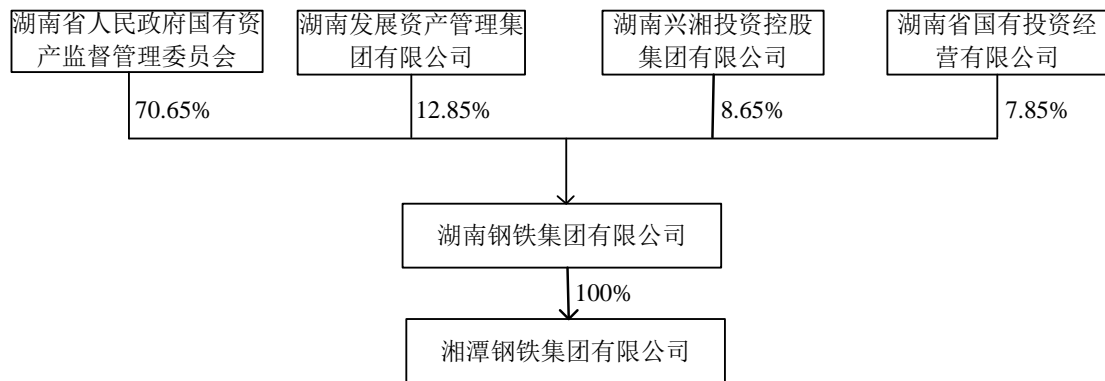 湖南省人民政府国有资
产监督管理委员会
湖南发展资产管理集
团有限公司
湖南兴湘投资控股
集团有限公司
湖南省国有投资经
营有限公司
70.65%
12.85%
8.65%
7.85%
湖南钢铁集团有限公司
100%
湘潭钢铁集团有限公司